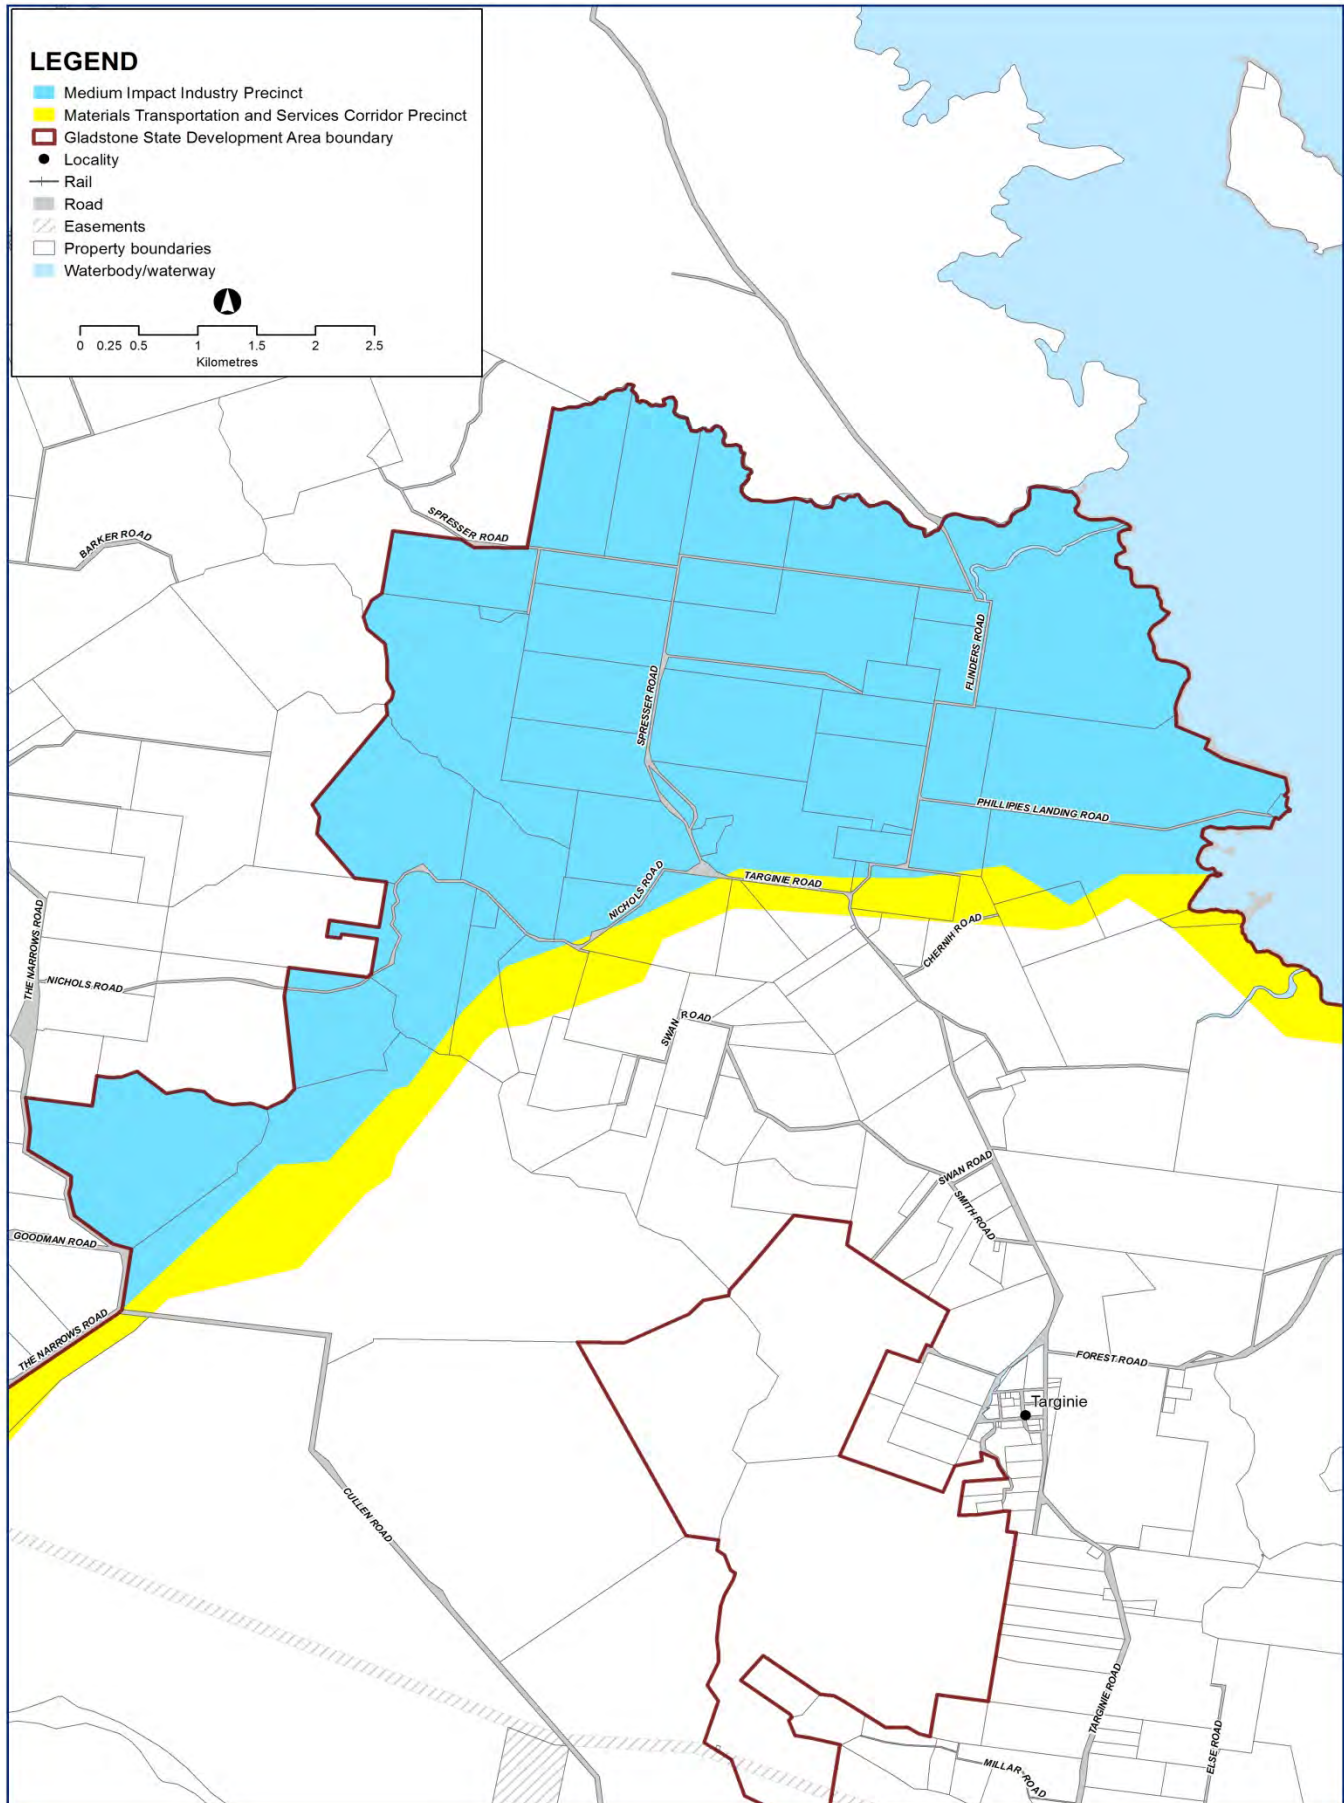 LEGEND
Medium Impact Industry Precinct
Materials Transportation and Services Corridor Precinct
Gladstone State Development Area boundary
Locality
Rail
Road
Easements
Property boundaries
Waterbody/waterway
0 0.25 0.5 1 1.5 2 2.5
Kilometres
SPRESSER ROAD
BARKER ROAD
FLINDERS ROAD
SPRESSER ROAD
PHILLIPIES LANDING ROAD
TARGINIE ROAD
NICHOLS ROAD
THE NARROWS ROAD
CHERNIH ROAD
NICHOLS ROAD
SWAN ROAD
SWAN ROAD
SMITH ROAD
GOODMAN ROAD
THE NARROWS ROAD
FOREST ROAD
Targinie
CULLEN ROAD
TARGINIE ROAD
ELSE ROAD
MILLAR ROAD